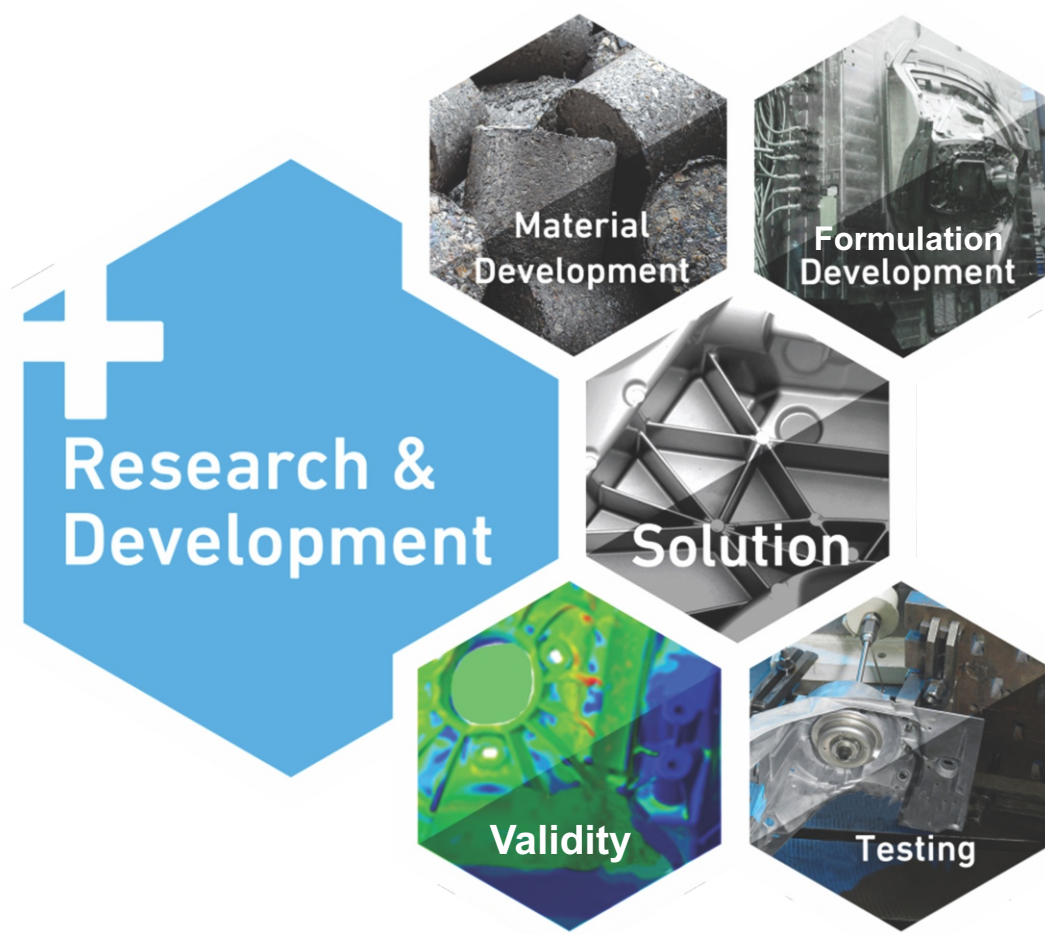 Material
Development
Formulation
Development
Research &
Development
Solution
Validity
Testing